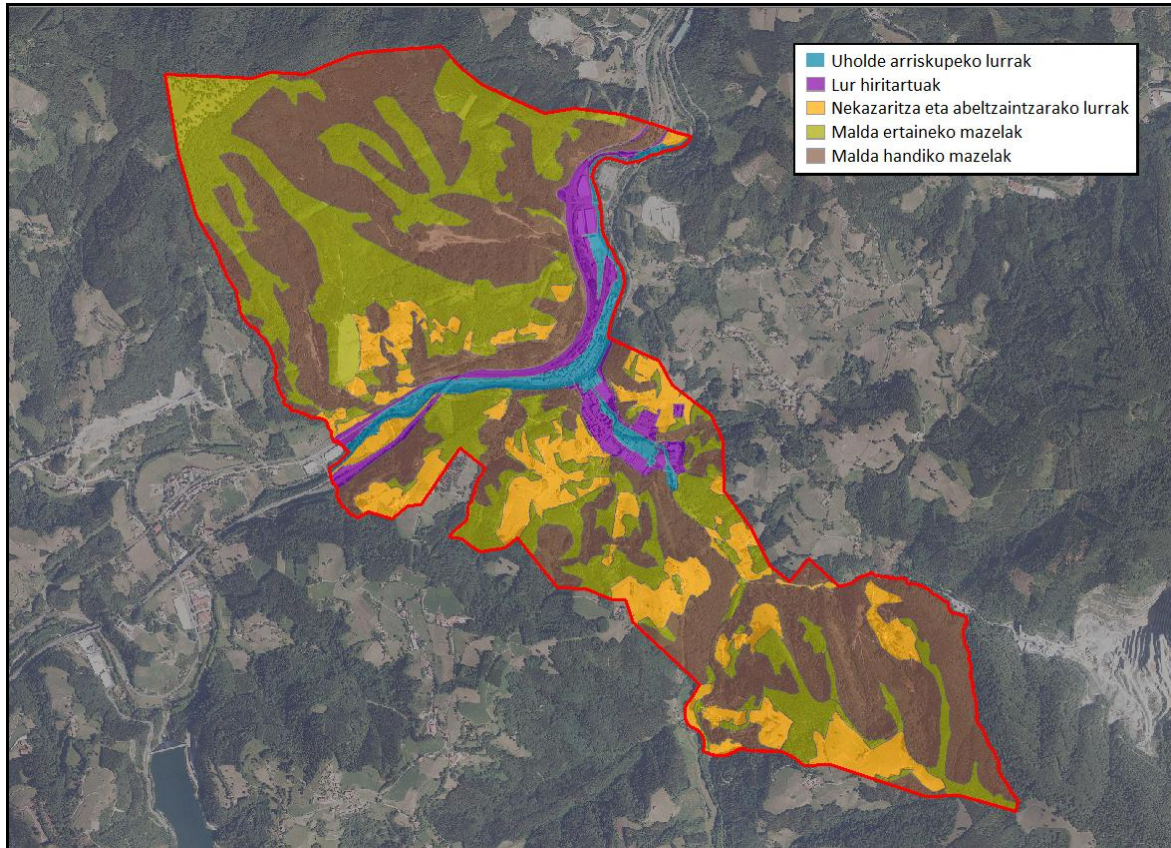 Uholde arriskupeko lurrak
Lur hiritartuak
Nekazaritza eta abeltzaintzarako lurrak
Malda ertaineko mazelak
Malda handiko mazelak